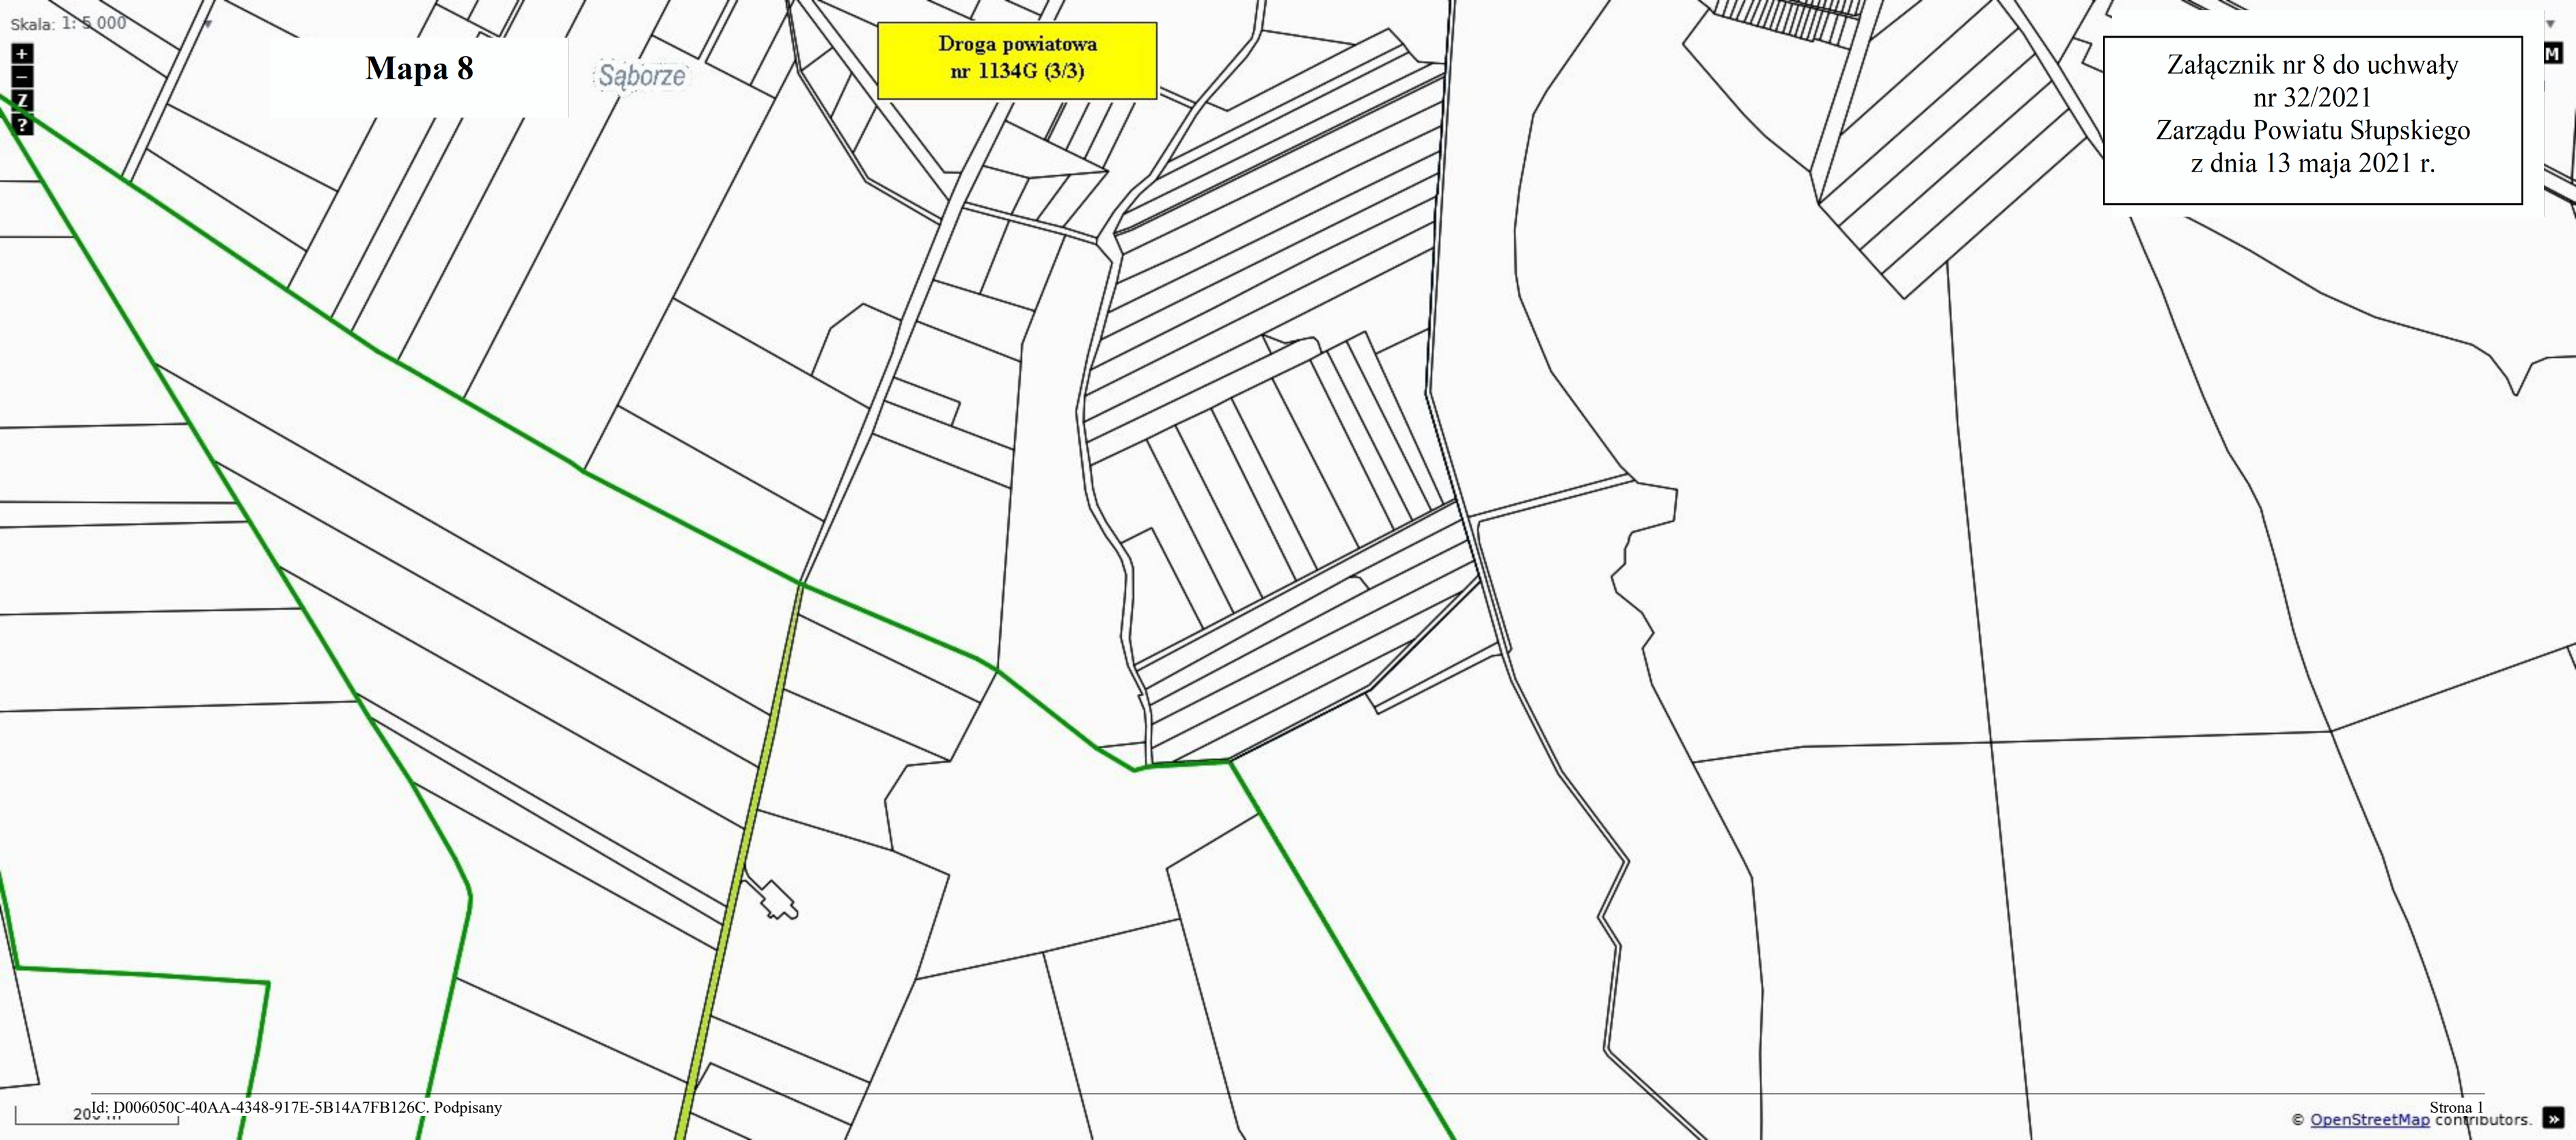 Skala: 1: 5 000
+
–
Z
?
Mapa 8
Sąborze
Droga powiatowa
nr 1134G (3/3)
Załącznik nr 8 do uchwały
nr 32/2021
Zarządu Powiatu Słupskiego
z dnia 13 maja 2021 r.
M
200 m
Id: D006050C-40AA-4348-917E-5B14A7FB126C. Podpisany
Strona 1
© OpenStreetMap contributors.
»